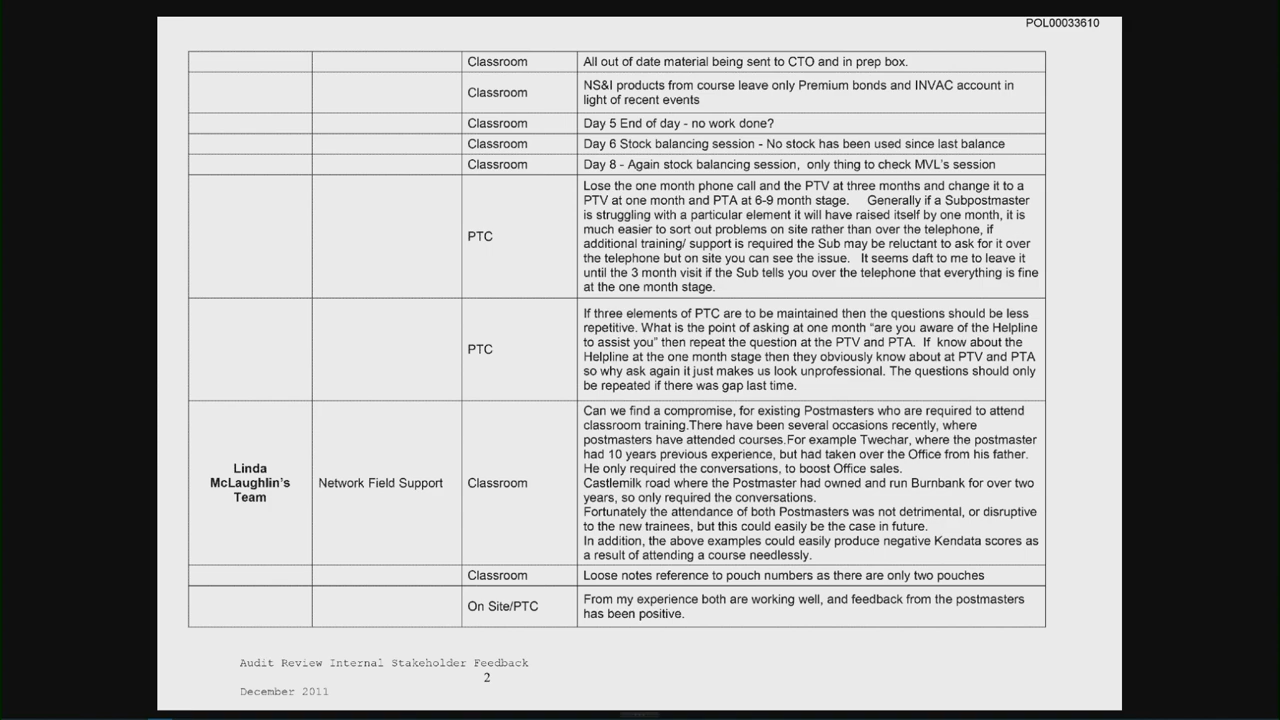 POL00033610
Classroom
All out of date material being sent to CTO and in prep box.
Classroom
NS&I products from course leave only Premium bonds and INVAC account in
light of recent events
Classroom
Day 5 End of day - no work done?
Classroom
Day 6 Stock balancing session - No stock has been used since last balance
Classroom
Day 8 - Again stock balancing session,  only thing to check MVL's session
PTC
Lose the one month phone call and the PTV at three months and change it to a
PTV at one month and PTA at 6-9 month stage.    Generally if a Subpostmaster
is struggling with a particular element it will have raised itself by one month, it is
much easier to sort out problems on site rather than over the telephone, if
additional training/ support is required the Sub may be reluctant to ask for it over
the telephone but on site you can see the issue.   It seems daft to me to leave it
until the 3 month visit if the Sub tells you over the telephone that everything is fine
at the one month stage.
PTC
If three elements of PTC are to be maintained then the questions should be less
repetitive. What is the point of asking at one month “are you aware of the Helpline
to assist you” then repeat the question at the PTV and PTA.  If  know about the
Helpline at the one month stage then they obviously know about at PTV and PTA
so why ask again it just makes us look unprofessional. The questions should only
be repeated if there was gap last time.
Linda
McLaughlin's
Team
Network Field Support
Classroom
Can we find a compromise, for existing Postmasters who are required to attend
classroom training.There have been several occasions recently, where
postmasters have attended courses.For example Twechar, where the postmaster
had 10 years previous experience, but had taken over the Office from his father.
He only required the conversations, to boost Office sales.
Castlemilk road where the Postmaster had owned and run Burnbank for over two
years, so only required the conversations.
Fortunately the attendance of both Postmasters was not detrimental, or disruptive
to the new trainees, but this could easily be the case in future.
In addition, the above examples could easily produce negative Kendata scores as
a result of attending a course needlessly.
Classroom
Loose notes reference to pouch numbers as there are only two pouches
On Site/PTC
From my experience both are working well, and feedback from the postmasters
has been positive.
Audit Review Internal Stakeholder Feedback
2
December 2011